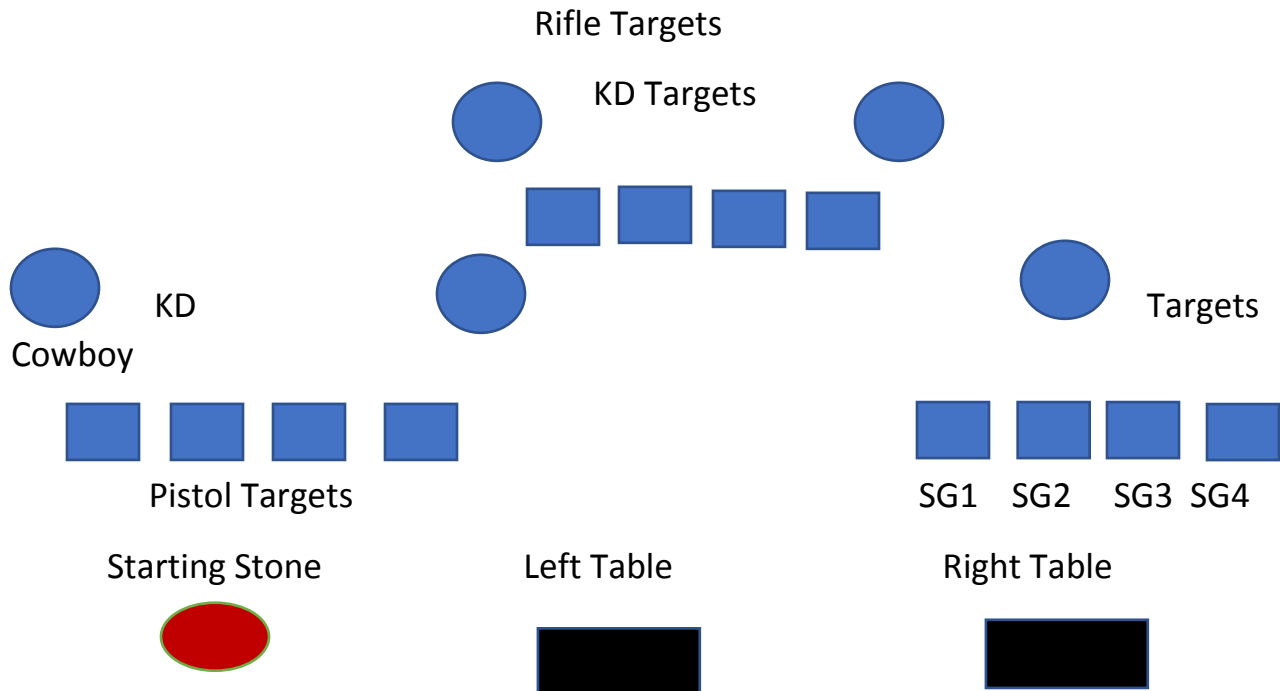 Rifle Targets
KD Targets
KD
Targets
Cowboy
Pistol Targets
SG1 SG2 SG3 SG4
Starting Stone
Left Table
Right Table